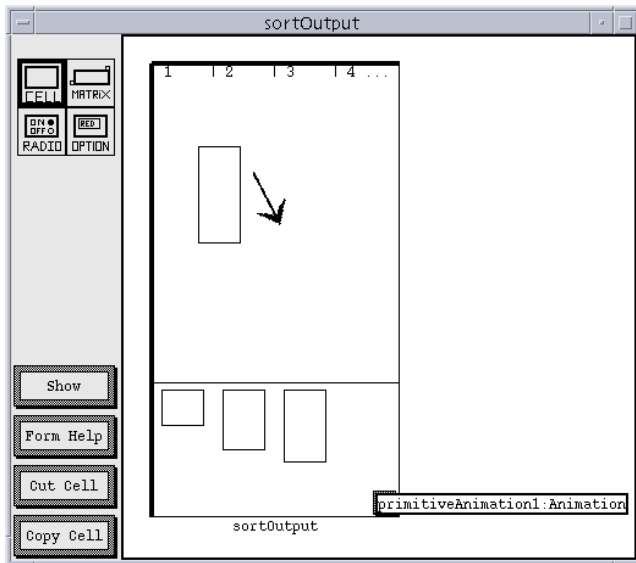 sortOutput
CELL
MATRiX
ON
OFF
RED
RADIO
OPTION
1 | 2 | 3 | 4 ...
Show
Form Help
Cut Cell
Copy Cell
primitiveAnimation1:Animation
sortOutput